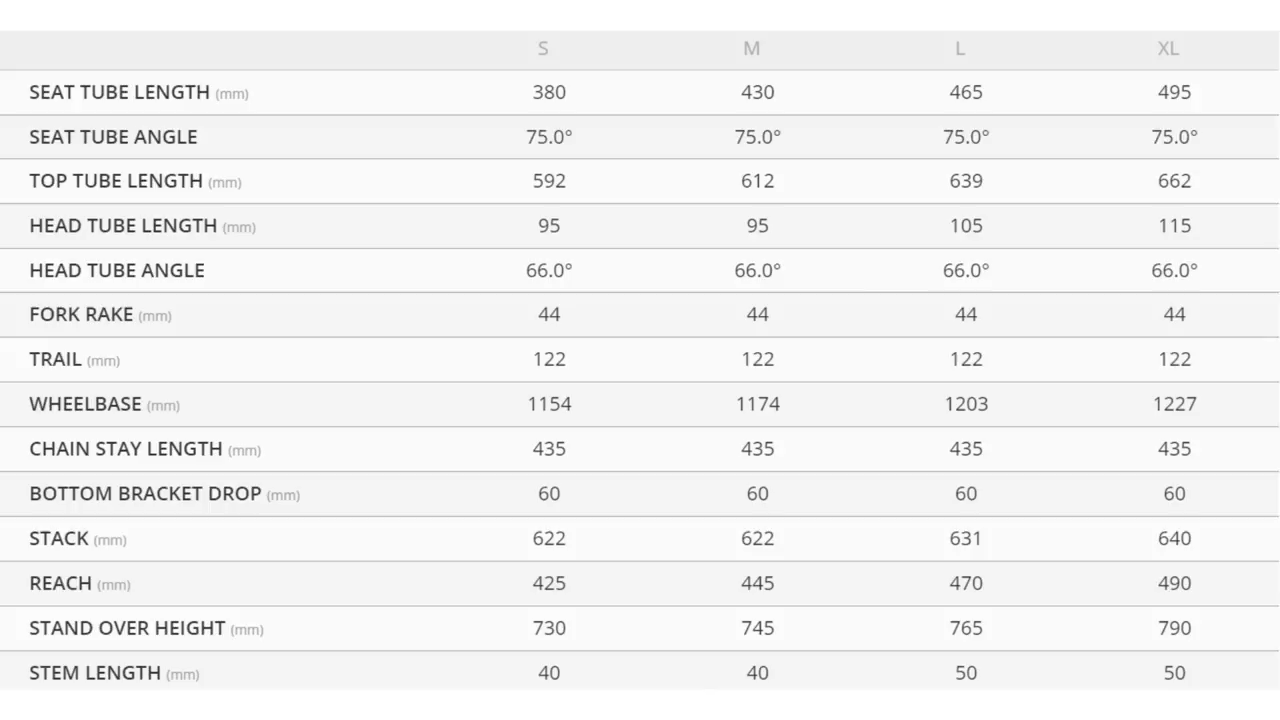 S M L XL
SEAT TUBE LENGTH (mm) 380 430 465 495
SEAT TUBE ANGLE 75.0° 75.0° 75.0° 75.0°
TOP TUBE LENGTH (mm) 592 612 639 662
HEAD TUBE LENGTH (mm) 95 95 105 115
HEAD TUBE ANGLE 66.0° 66.0° 66.0° 66.0°
FORK RAKE (mm) 44 44 44 44
TRAIL (mm) 122 122 122 122
WHEELBASE (mm) 1154 1174 1203 1227
CHAIN STAY LENGTH (mm) 435 435 435 435
BOTTOM BRACKET DROP (mm) 60 60 60 60
STACK (mm) 622 622 631 640
REACH (mm) 425 445 470 490
STAND OVER HEIGHT (mm) 730 745 765 790
STEM LENGTH (mm) 40 40 50 50